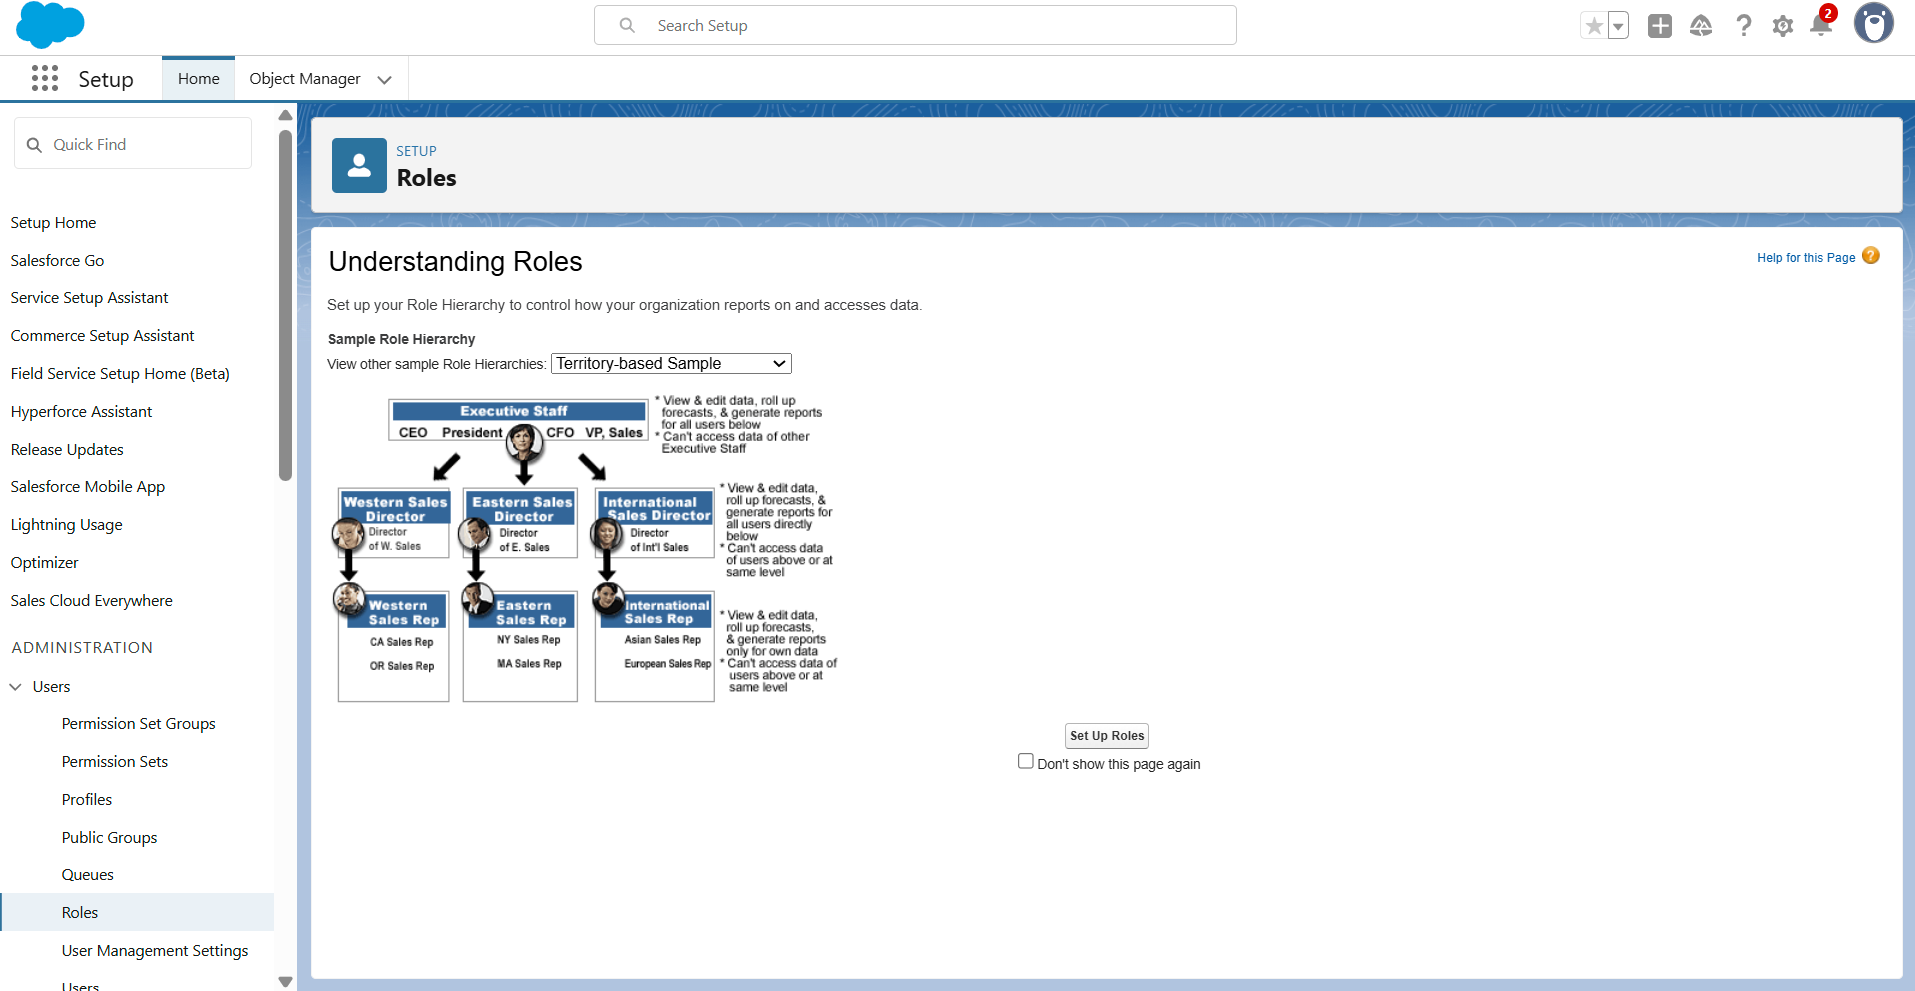 Search Setup
2
Setup
Home
Object Manager
Quick Find
Setup Home
Salesforce Go
Service Setup Assistant
Commerce Setup Assistant
Field Service Setup Home (Beta)
Hyperforce Assistant
Release Updates
Salesforce Mobile App
Lightning Usage
Optimizer
Sales Cloud Everywhere
ADMINISTRATION
Users
Permission Set Groups
Permission Sets
Profiles
Public Groups
Queues
Roles
User Management Settings
Users
SETUP
Roles
Understanding Roles
Help for this Page ?
Set up your Role Hierarchy to control how your organization reports on and accesses data.
Sample Role Hierarchy
View other sample Role Hierarchies: Territory-based Sample
Executive Staff
CEO President CFO VP, Sales
* View & edit data, roll up
forecasts, & generate reports
for all users below
* Can't access data of other
Executive Staff
Western Sales
Director
Director
of W. Sales
Eastern Sales
Director
Director
of E. Sales
International
Sales Director
Director
of Int'l Sales
* View & edit data,
roll up forecasts, &
generate reports for
all users directly
below
* Can't access data
of users above or at
same level
Western
Sales Rep
CA Sales Rep
OR Sales Rep
Eastern
Sales Rep
NY Sales Rep
MA Sales Rep
International
Sales Rep
Asian Sales Rep
European Sales Rep
* View & edit data,
roll up forecasts,
& generate reports
only for own data
* Can't access data of
users above or at
same level
Set Up Roles
Don't show this page again